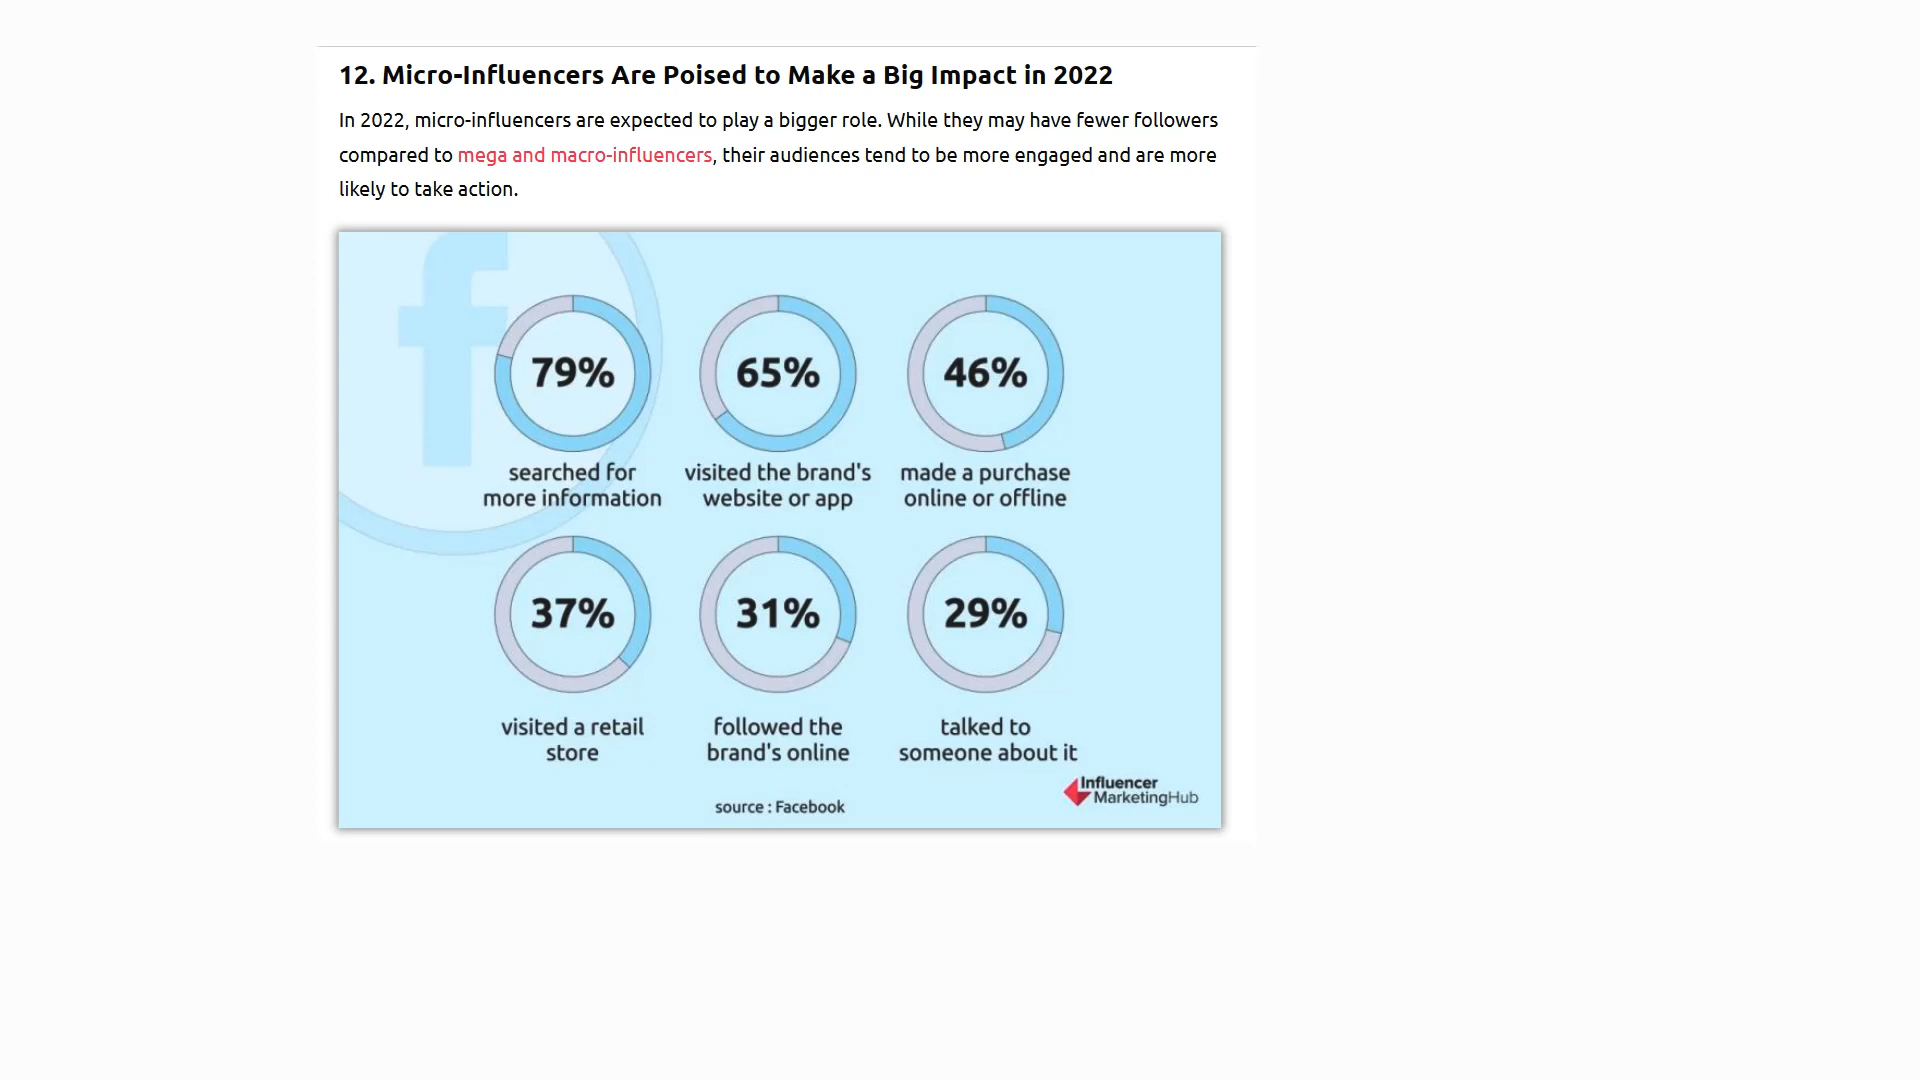 12. Micro-Influencers Are Poised to Make a Big Impact in 2022
In 2022, micro-influencers are expected to play a bigger role. While they may have fewer followers
compared to mega and macro-influencers, their audiences tend to be more engaged and are more
likely to take action.
79%
searched for
more information
65%
visited the brand's
website or app
46%
made a purchase
online or offline
37%
visited a retail
store
31%
followed the
brand's online
29%
talked to
someone about it
source : Facebook
Influencer
MarketingHub